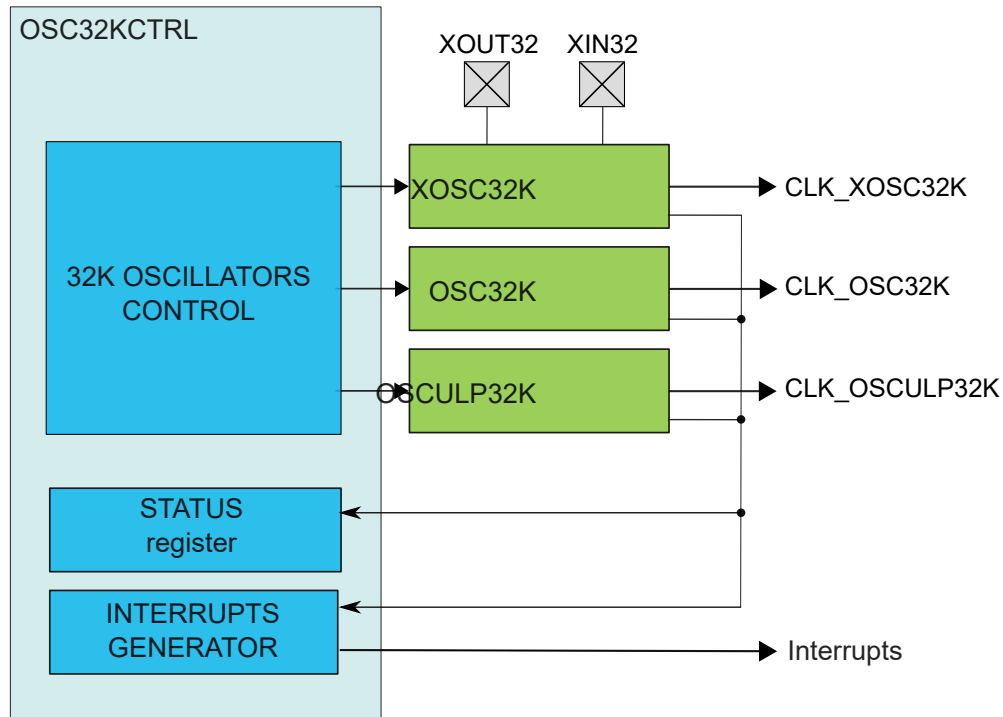 OSC32KCTRL
XOUT32
XIN32
32K OSCILLATORS
CONTROL
XOSC32K
CLK_XOSC32K
OSC32K
CLK_OSC32K
OSCULP32K
CLK_OSCULP32K
STATUS
register
INTERRUPTS
GENERATOR
Interrupts